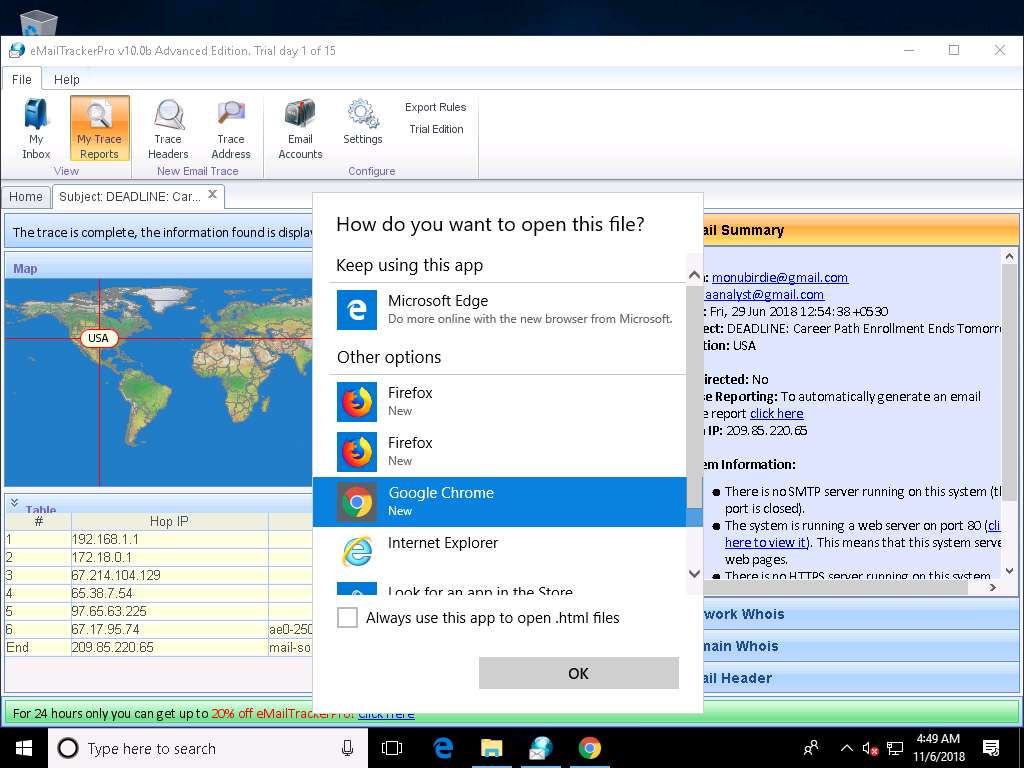 eMailTrackerPro v10.0b Advanced Edition. Trial day 1 of 15
File Help
My Inbox
My Trace Reports
Trace Headers
Trace Address
Email Accounts
Settings
Export Rules
Trial Edition
View
New Email Trace
Configure
Home
Subject: DEADLINE: Car...
The trace is complete, the information found is displa
Map
USA
Table
# Hop IP
1 192.168.1.1
2 172.18.0.1
3 67.214.104.129
4 65.38.7.54
5 97.65.63.225
6 67.17.95.74 ae0-250
End 209.85.220.65 mail-so
How do you want to open this file?
Keep using this app
Microsoft Edge
Do more online with the new browser from Microsoft.
Other options
Firefox
New
Firefox
New
Google Chrome
New
Internet Explorer
Look for an app in the Store
Always use this app to open .html files
OK
ail Summary
: monubirdie@gmail.com
aanalyst@gmail.com
: Fri, 29 Jun 2018 12:54:38 +0530
ect: DEADLINE: Career Path Enrollment Ends Tomorr
tion: USA
directed: No
se Reporting: To automatically generate an email
e report click here
IP: 209.85.220.65
em Information:
There is no SMTP server running on this system (th
port is closed).
The system is running a web server on port 80 (cli
here to view it). This means that this system serve
web pages.
There is no HTTPS server running on this system
work Whois
main Whois
ail Header
For 24 hours only you can get up to 20% off eMailTrackerPro! Click here
Type here to search
4:49 AM
11/6/2018